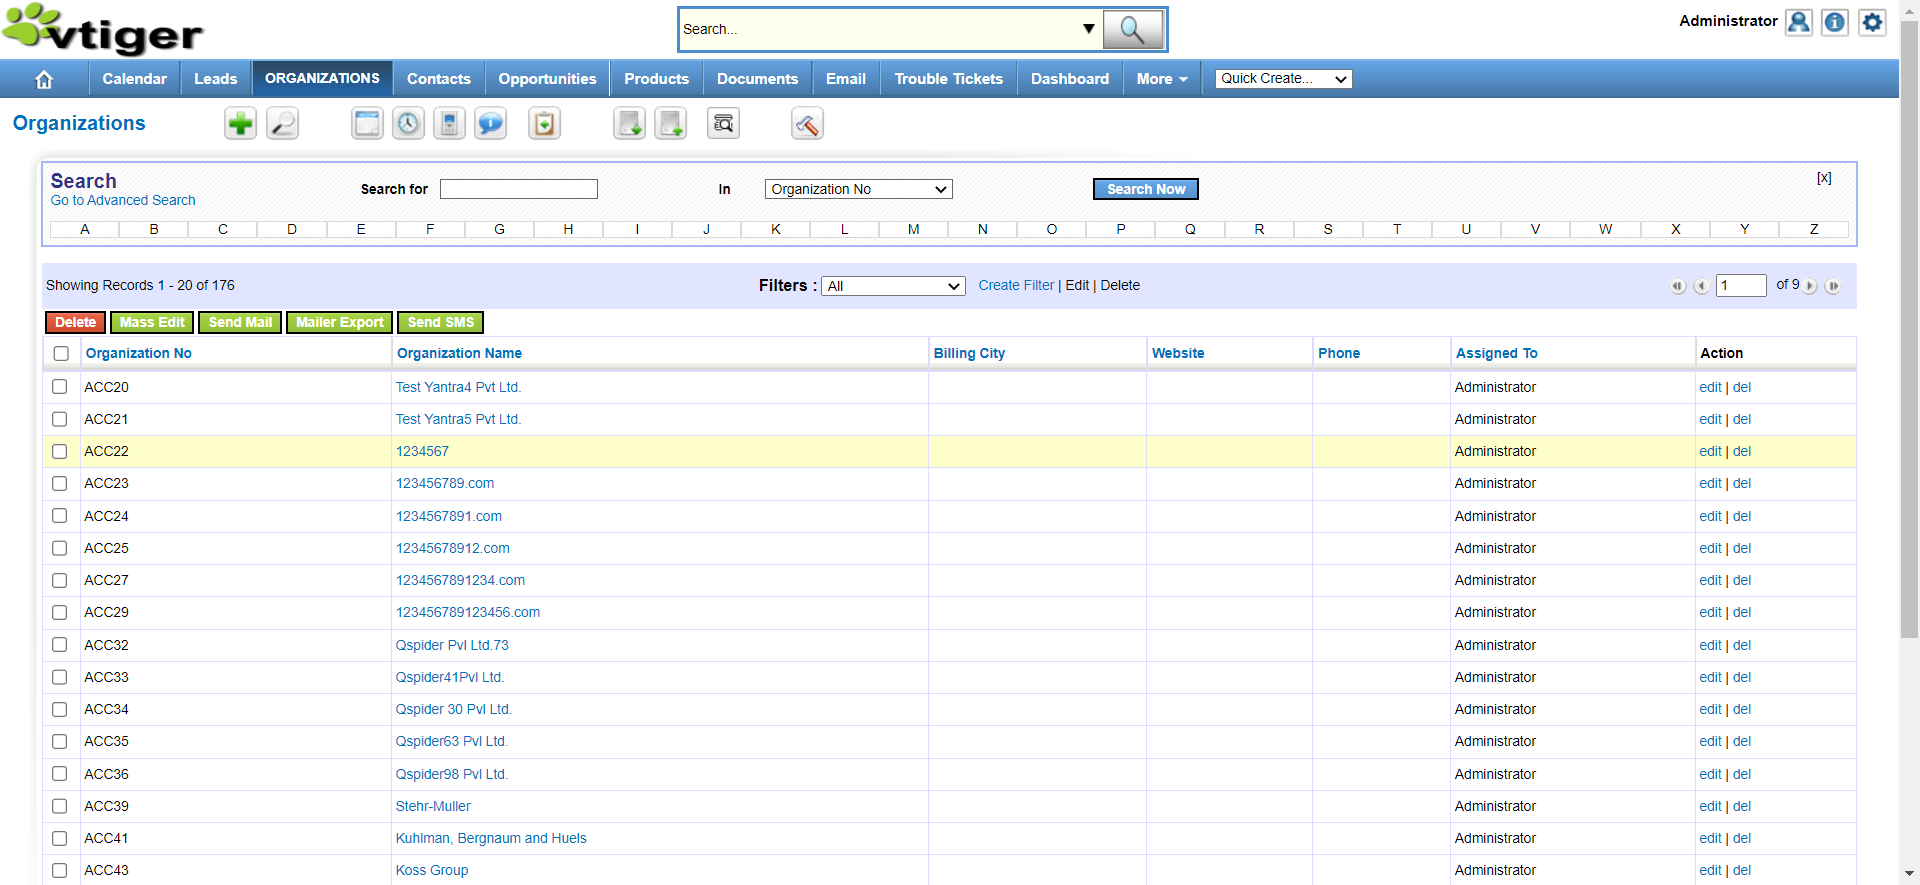 vtiger
Search...
Administrator
Calendar Leads ORGANIZATIONS Contacts Opportunities Products Documents Email Trouble Tickets Dashboard More Quick Create...
Organizations
Search
Go to Advanced Search
Search for In Organization No Search Now [x]
A B C D E F G H I J K L M N O P Q R S T U V W X Y Z
Showing Records 1 - 20 of 176 Filters : All Create Filter | Edit | Delete 1 of 9
Delete Mass Edit Send Mail Mailer Export Send SMS
Organization No Organization Name Billing City Website Phone Assigned To Action
ACC20 Test Yantra4 Pvt Ltd. Administrator edit | del
ACC21 Test Yantra5 Pvt Ltd. Administrator edit | del
ACC22 1234567 Administrator edit | del
ACC23 123456789.com Administrator edit | del
ACC24 1234567891.com Administrator edit | del
ACC25 12345678912.com Administrator edit | del
ACC27 1234567891234.com Administrator edit | del
ACC29 123456789123456.com Administrator edit | del
ACC32 Qspider Pvl Ltd.73 Administrator edit | del
ACC33 Qspider41Pvl Ltd. Administrator edit | del
ACC34 Qspider 30 Pvl Ltd. Administrator edit | del
ACC35 Qspider63 Pvl Ltd. Administrator edit | del
ACC36 Qspider98 Pvl Ltd. Administrator edit | del
ACC39 Stehr-Muller Administrator edit | del
ACC41 Kuhlman, Bergnaum and Huels Administrator edit | del
ACC43 Koss Group Administrator edit | del